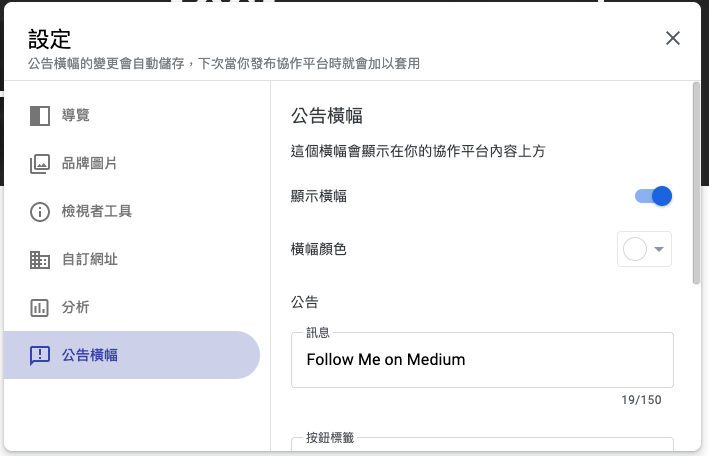 設定
公告橫幅的變更會自動儲存，下次當你發布協作平台時就會加以套用
導覽
品牌圖片
檢視者工具
自訂網址
分析
公告橫幅
公告橫幅
這個橫幅會顯示在你的協作平台內容上方
顯示橫幅
橫幅顏色
公告
訊息
Follow Me on Medium
19/150
按鈕標籤